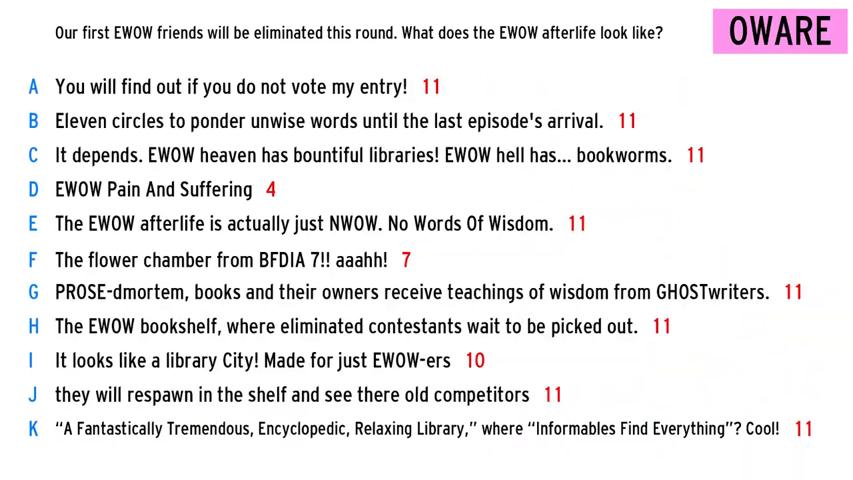 Our first EWOW friends will be eliminated this round. What does the EWOW afterlife look like?
OWARE
A You will find out if you do not vote my entry! 11
B Eleven circles to ponder unwise words until the last episode's arrival. 11
C It depends. EWOW heaven has bountiful libraries! EWOW hell has... bookworms. 11
D EWOW Pain And Suffering 4
E The EWOW afterlife is actually just NWOW. No Words Of Wisdom. 11
F The flower chamber from BFDIA 7!! aaahh! 7
G PROSE-dmortem, books and their owners receive teachings of wisdom from GHOSTwriters. 11
H The EWOW bookshelf, where eliminated contestants wait to be picked out. 11
I It looks like a library City! Made for just EWOW-ers 10
J they will respawn in the shelf and see there old competitors 11
K “A Fantastically Tremendous, Encyclopedic, Relaxing Library,” where “Informables Find Everything”? Cool! 11